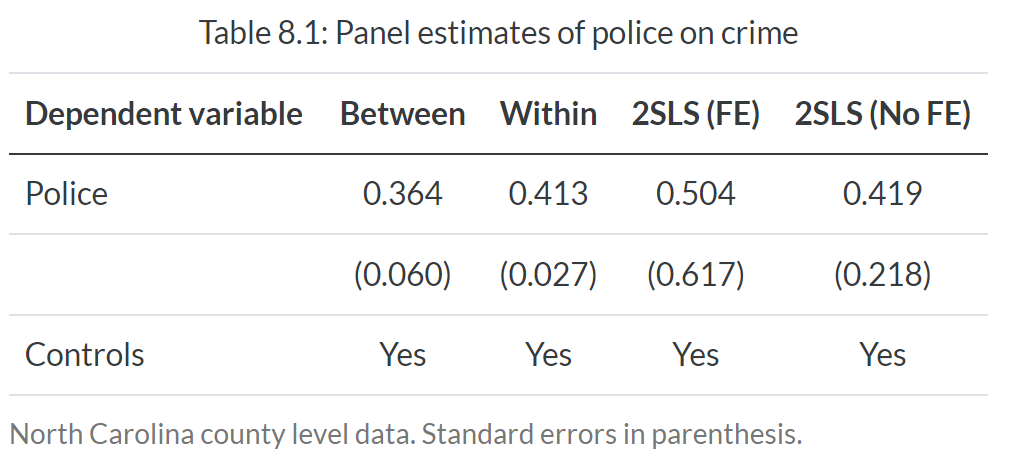 Table 8.1: Panel estimates of police on crime
Dependent variable Between Within 2SLS (FE) 2SLS (No FE)
Police 0.364 0.413 0.504 0.419
(0.060) (0.027) (0.617) (0.218)
Controls Yes Yes Yes Yes
North Carolina county level data. Standard errors in parenthesis.